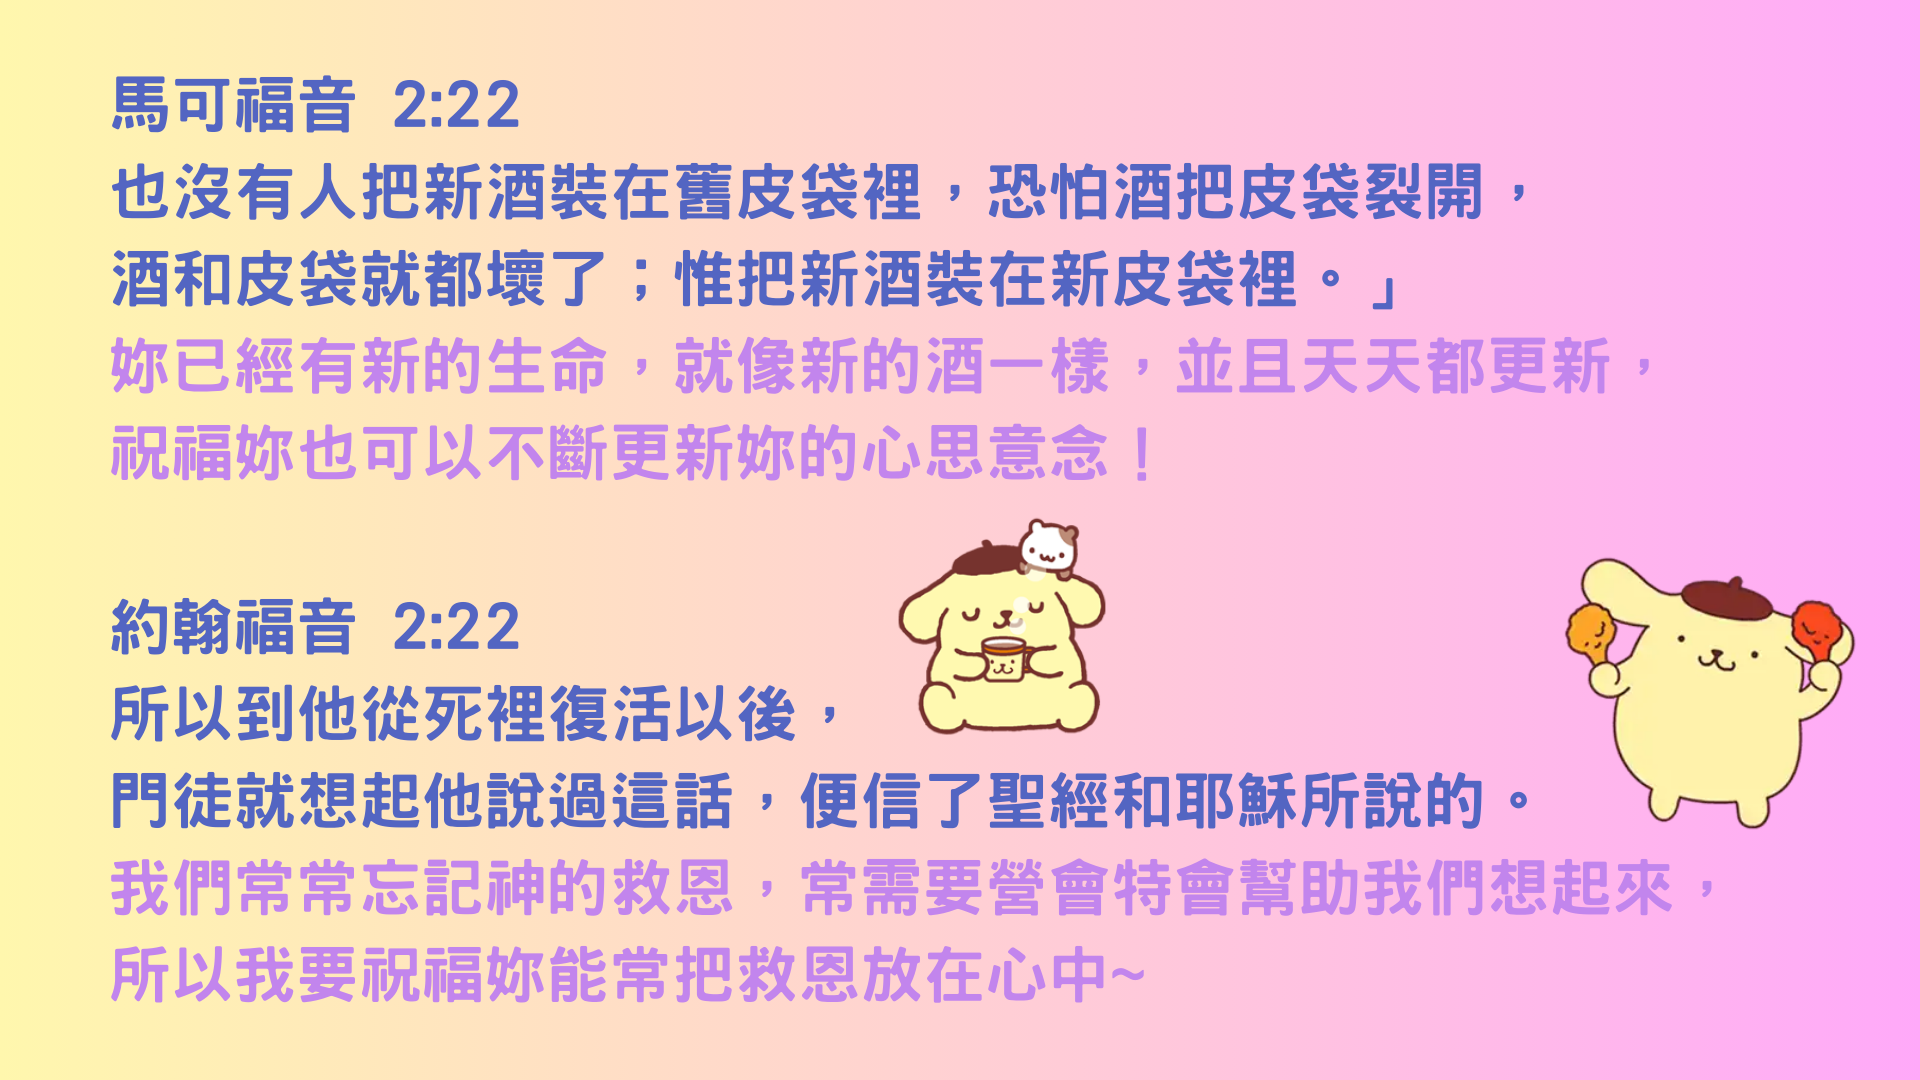 馬可福音 2:22
也沒有人把新酒裝在舊皮袋裡，恐怕酒把皮袋裂開，
酒和皮袋就都壞了；惟把新酒裝在新皮袋裡。」
妳已經有新的生命，就像新的酒一樣，並且天天都更新，
祝福妳也可以不斷更新妳的心思意念！
約翰福音 2:22
所以到他從死裡復活以後，
門徒就想起他說過這話，便信了聖經和耶穌所說的。
我們常常忘記神的救恩，常需要營會特會幫助我們想起來，
所以我要祝福妳能常把救恩放在心中~